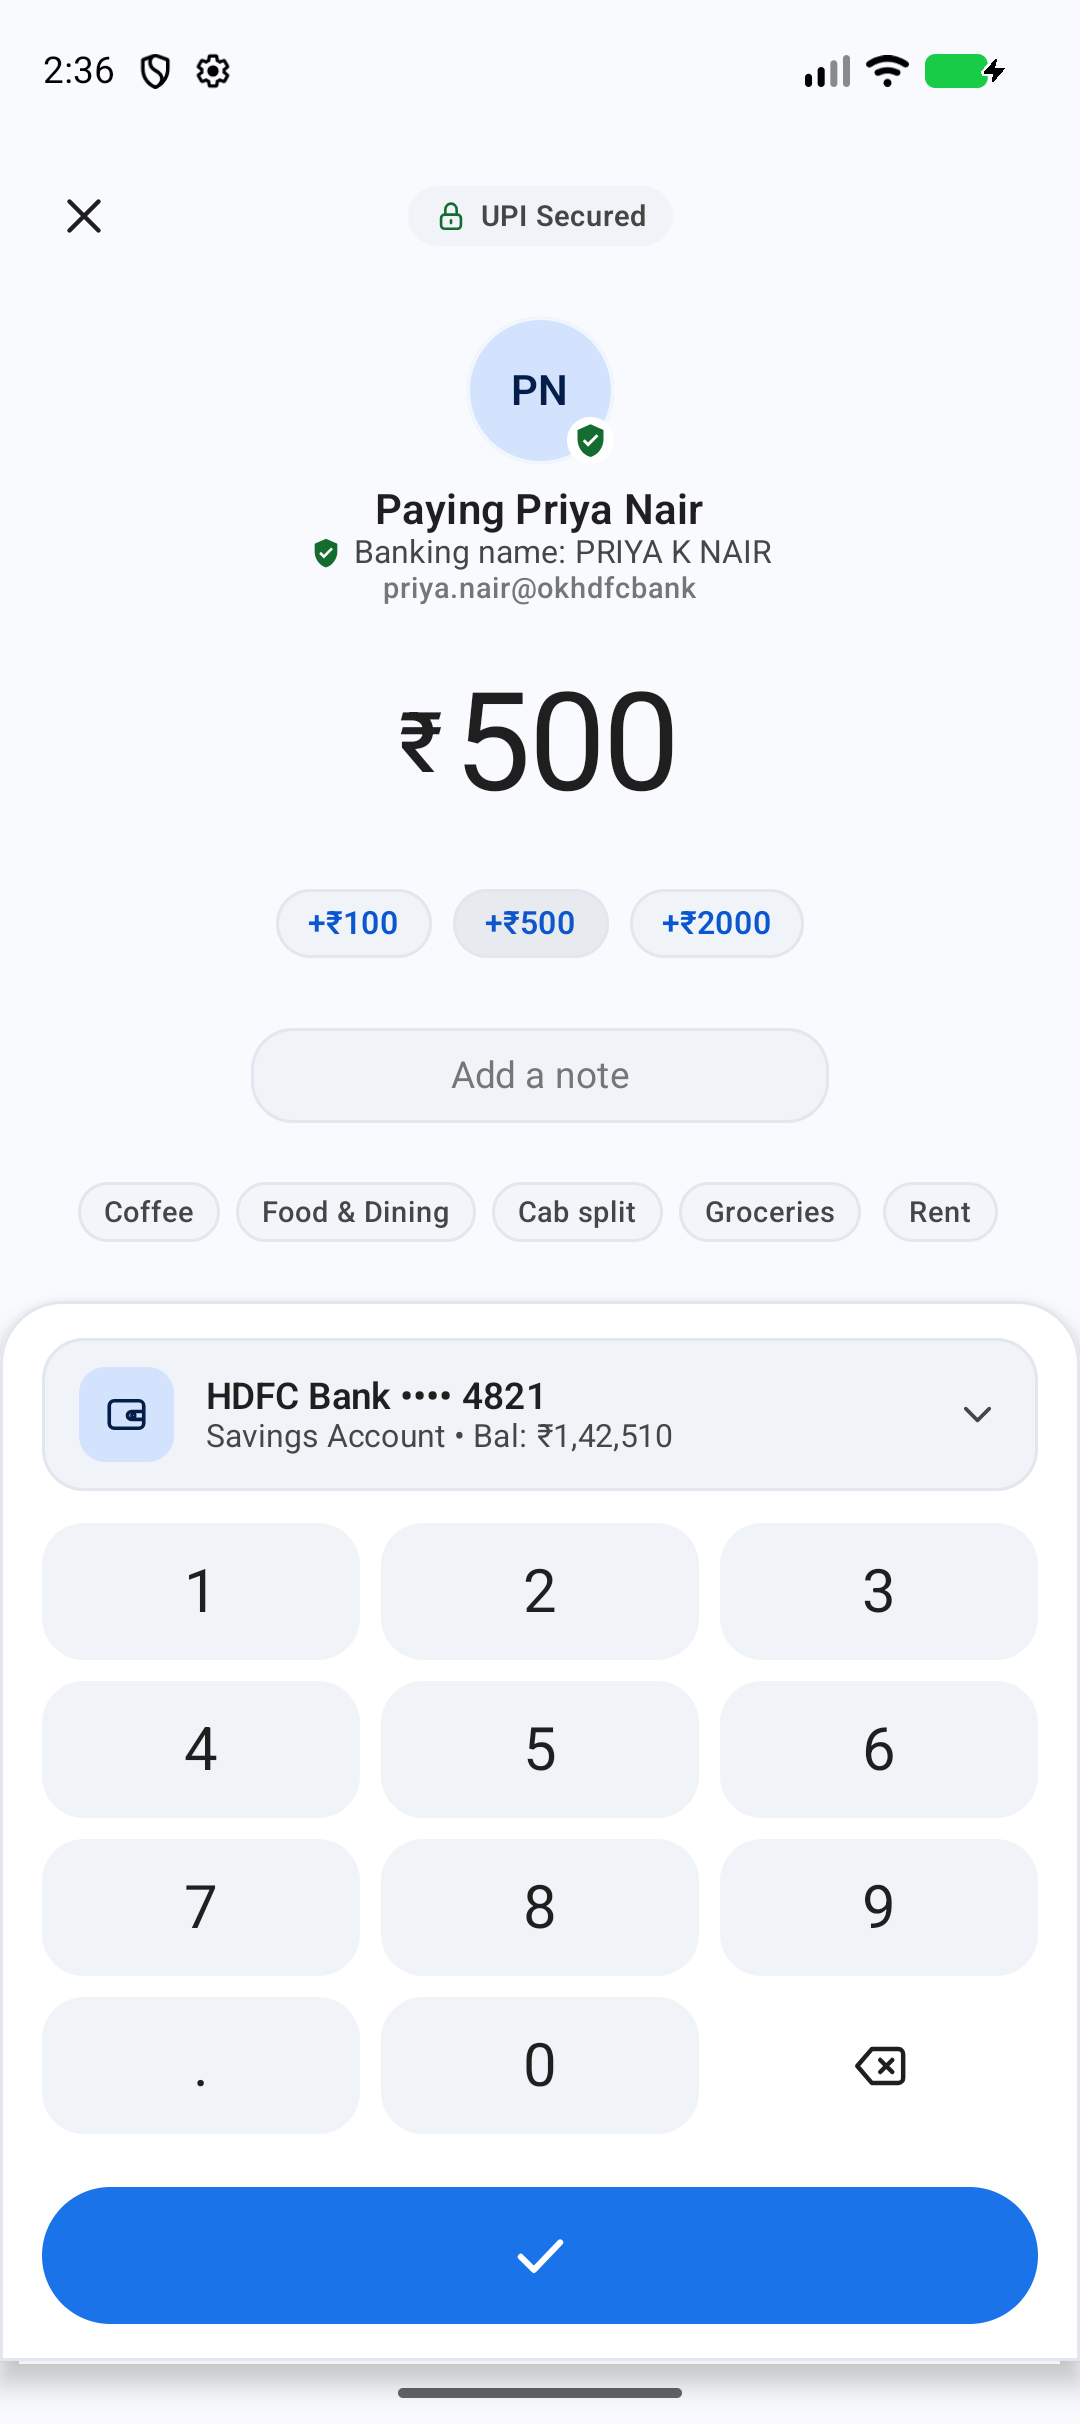 2:36
UPI Secured
PN
Paying Priya Nair
Banking name: PRIYA K NAIR
priya.nair@okhdfcbank
₹500
+₹100 +₹500 +₹2000
Add a note
Coffee Food & Dining Cab split Groceries Rent
HDFC Bank •••• 4821
Savings Account • Bal: ₹1,42,510
1 2 3
4 5 6
7 8 9
. 0